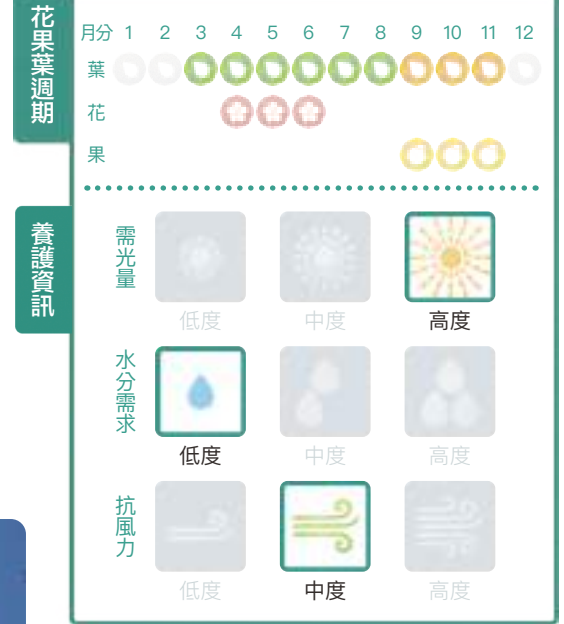 花果葉週期
月分 1 2 3 4 5 6 7 8 9 10 11 12
葉
花
果
養護資訊
需光量
低度 中度 高度
水分需求
低度 中度 高度
抗風力
低度 中度 高度